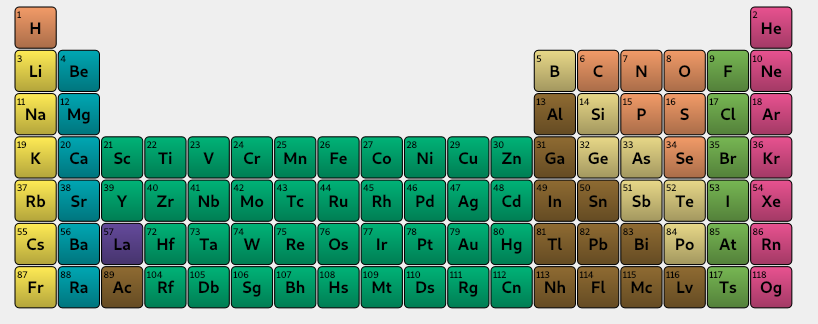 1 H 2 He
3 Li 4 Be 5 B 6 C 7 N 8 O 9 F 10 Ne
11 Na 12 Mg 13 Al 14 Si 15 P 16 S 17 Cl 18 Ar
19 K 20 Ca 21 Sc 22 Ti 23 V 24 Cr 25 Mn 26 Fe 27 Co 28 Ni 29 Cu 30 Zn 31 Ga 32 Ge 33 As 34 Se 35 Br 36 Kr
37 Rb 38 Sr 39 Y 40 Zr 41 Nb 42 Mo 43 Tc 44 Ru 45 Rh 46 Pd 47 Ag 48 Cd 49 In 50 Sn 51 Sb 52 Te 53 I 54 Xe
55 Cs 56 Ba 57 La 72 Hf 73 Ta 74 W 75 Re 76 Os 77 Ir 78 Pt 79 Au 80 Hg 81 Tl 82 Pb 83 Bi 84 Po 85 At 86 Rn
87 Fr 88 Ra 89 Ac 104 Rf 105 Db 106 Sg 107 Bh 108 Hs 109 Mt 110 Ds 111 Rg 112 Cn 113 Nh 114 Fl 115 Mc 116 Lv 117 Ts 118 Og